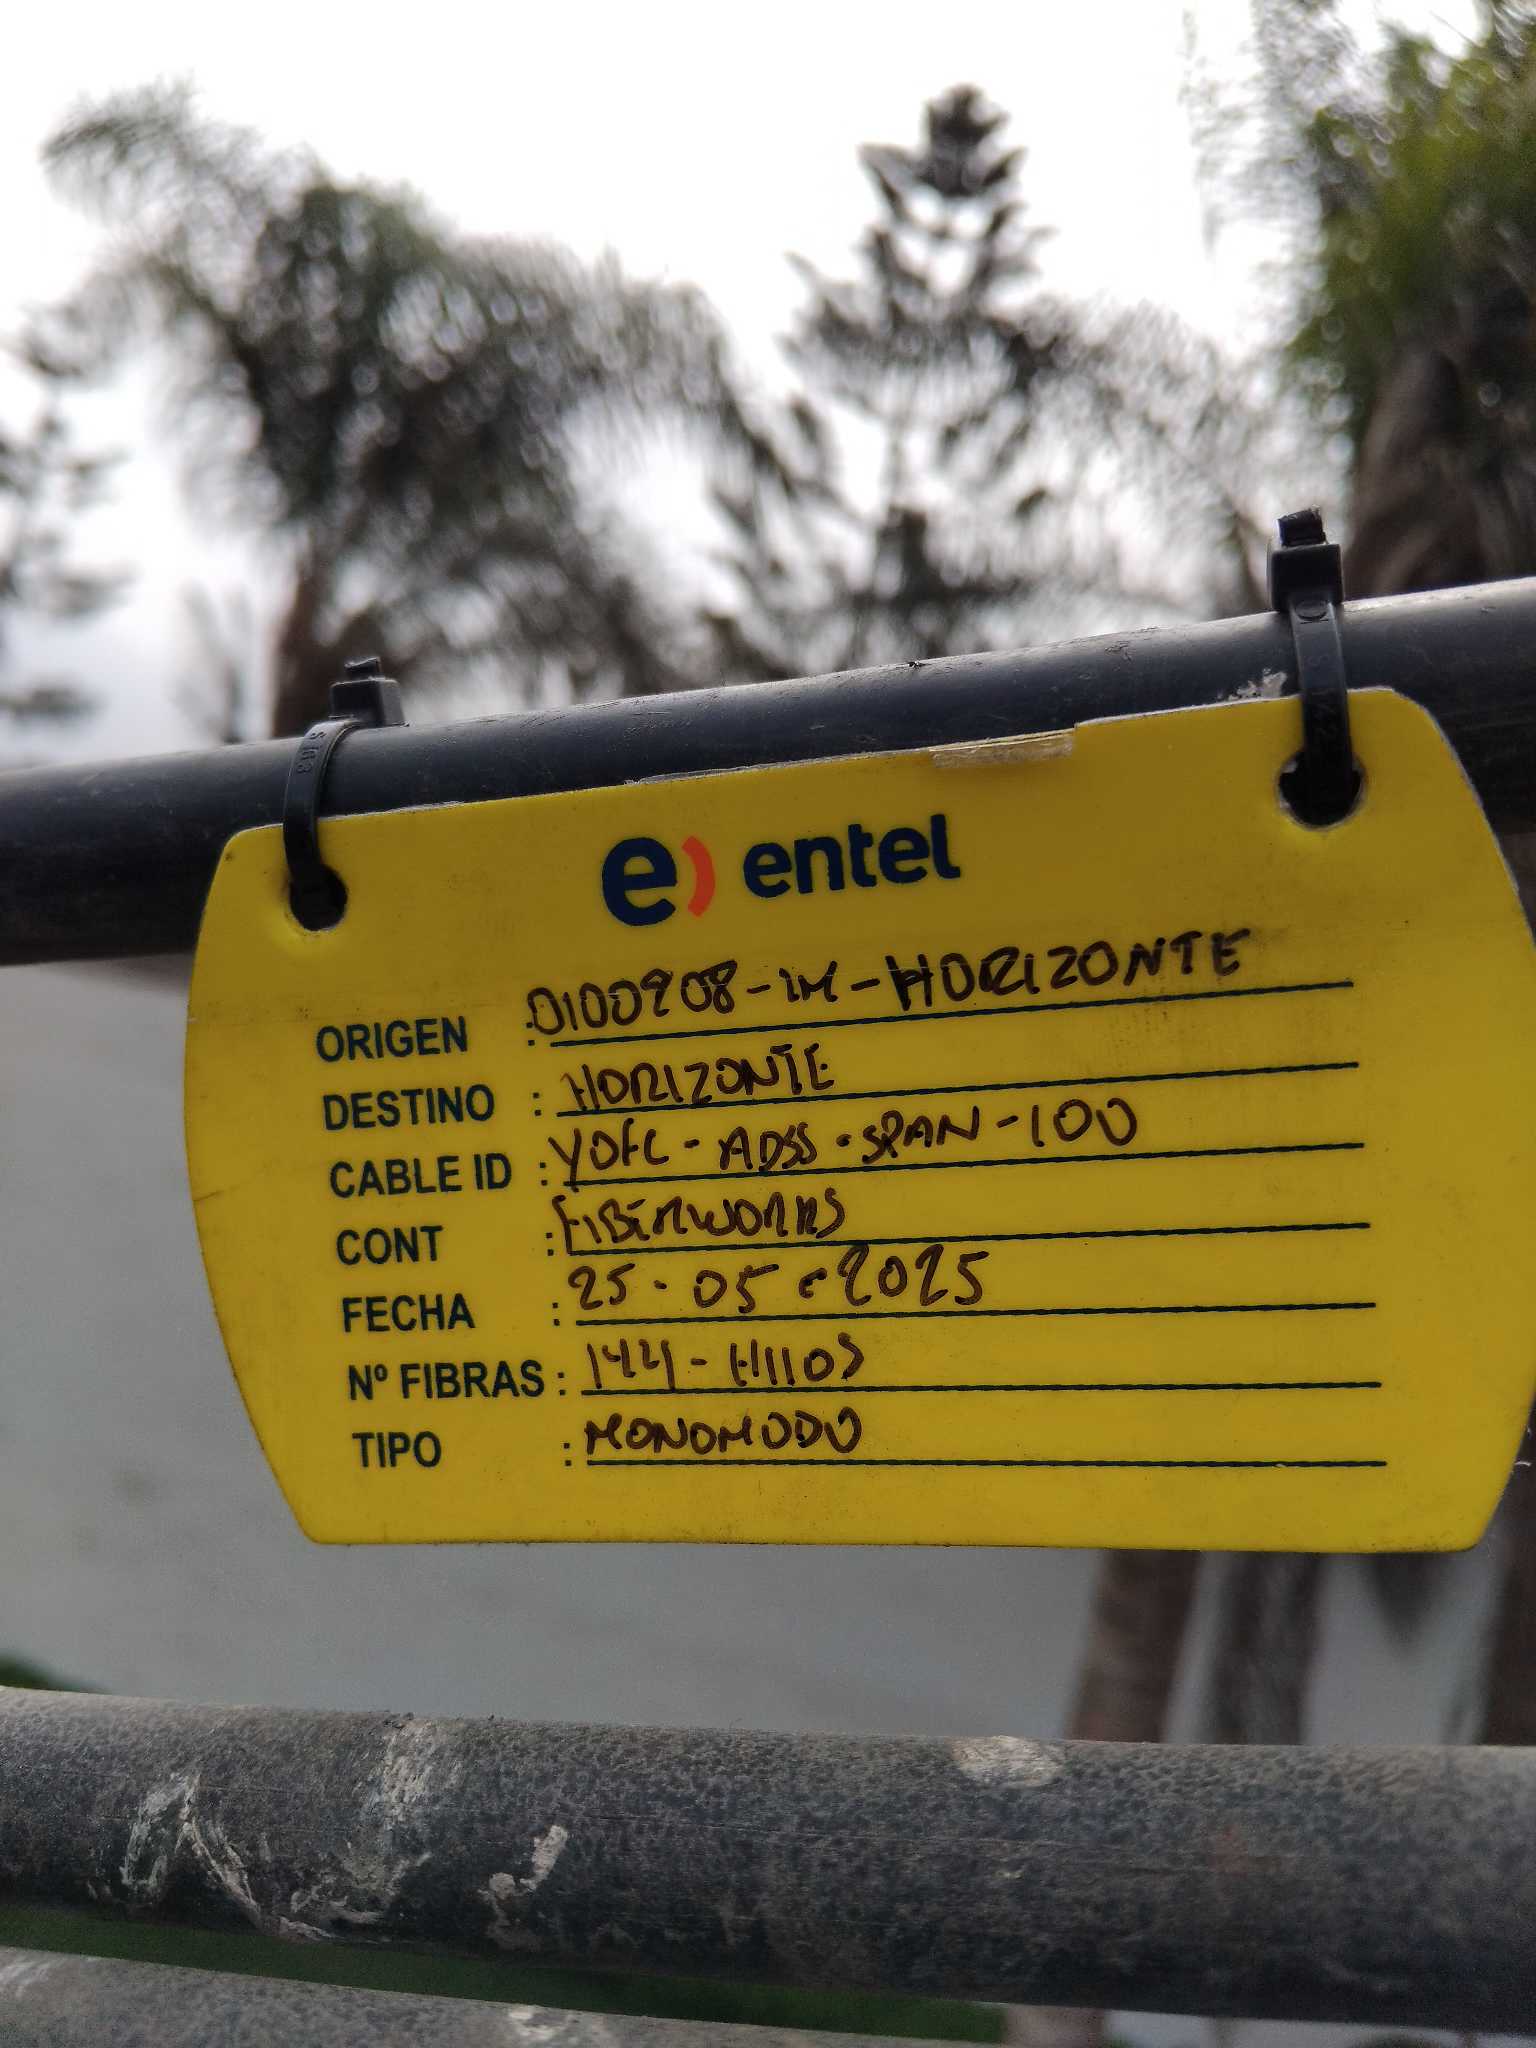 e) entel
ORIGEN : 0100908-IM-HORIZONTE
DESTINO : HORIZONTE
CABLE ID : YOFC-ADSS-SPAN-100
CONT : FIBERWORKS
FECHA : 25-05-2025
Nº FIBRAS : 144-HILOS
TIPO : MONOMODO